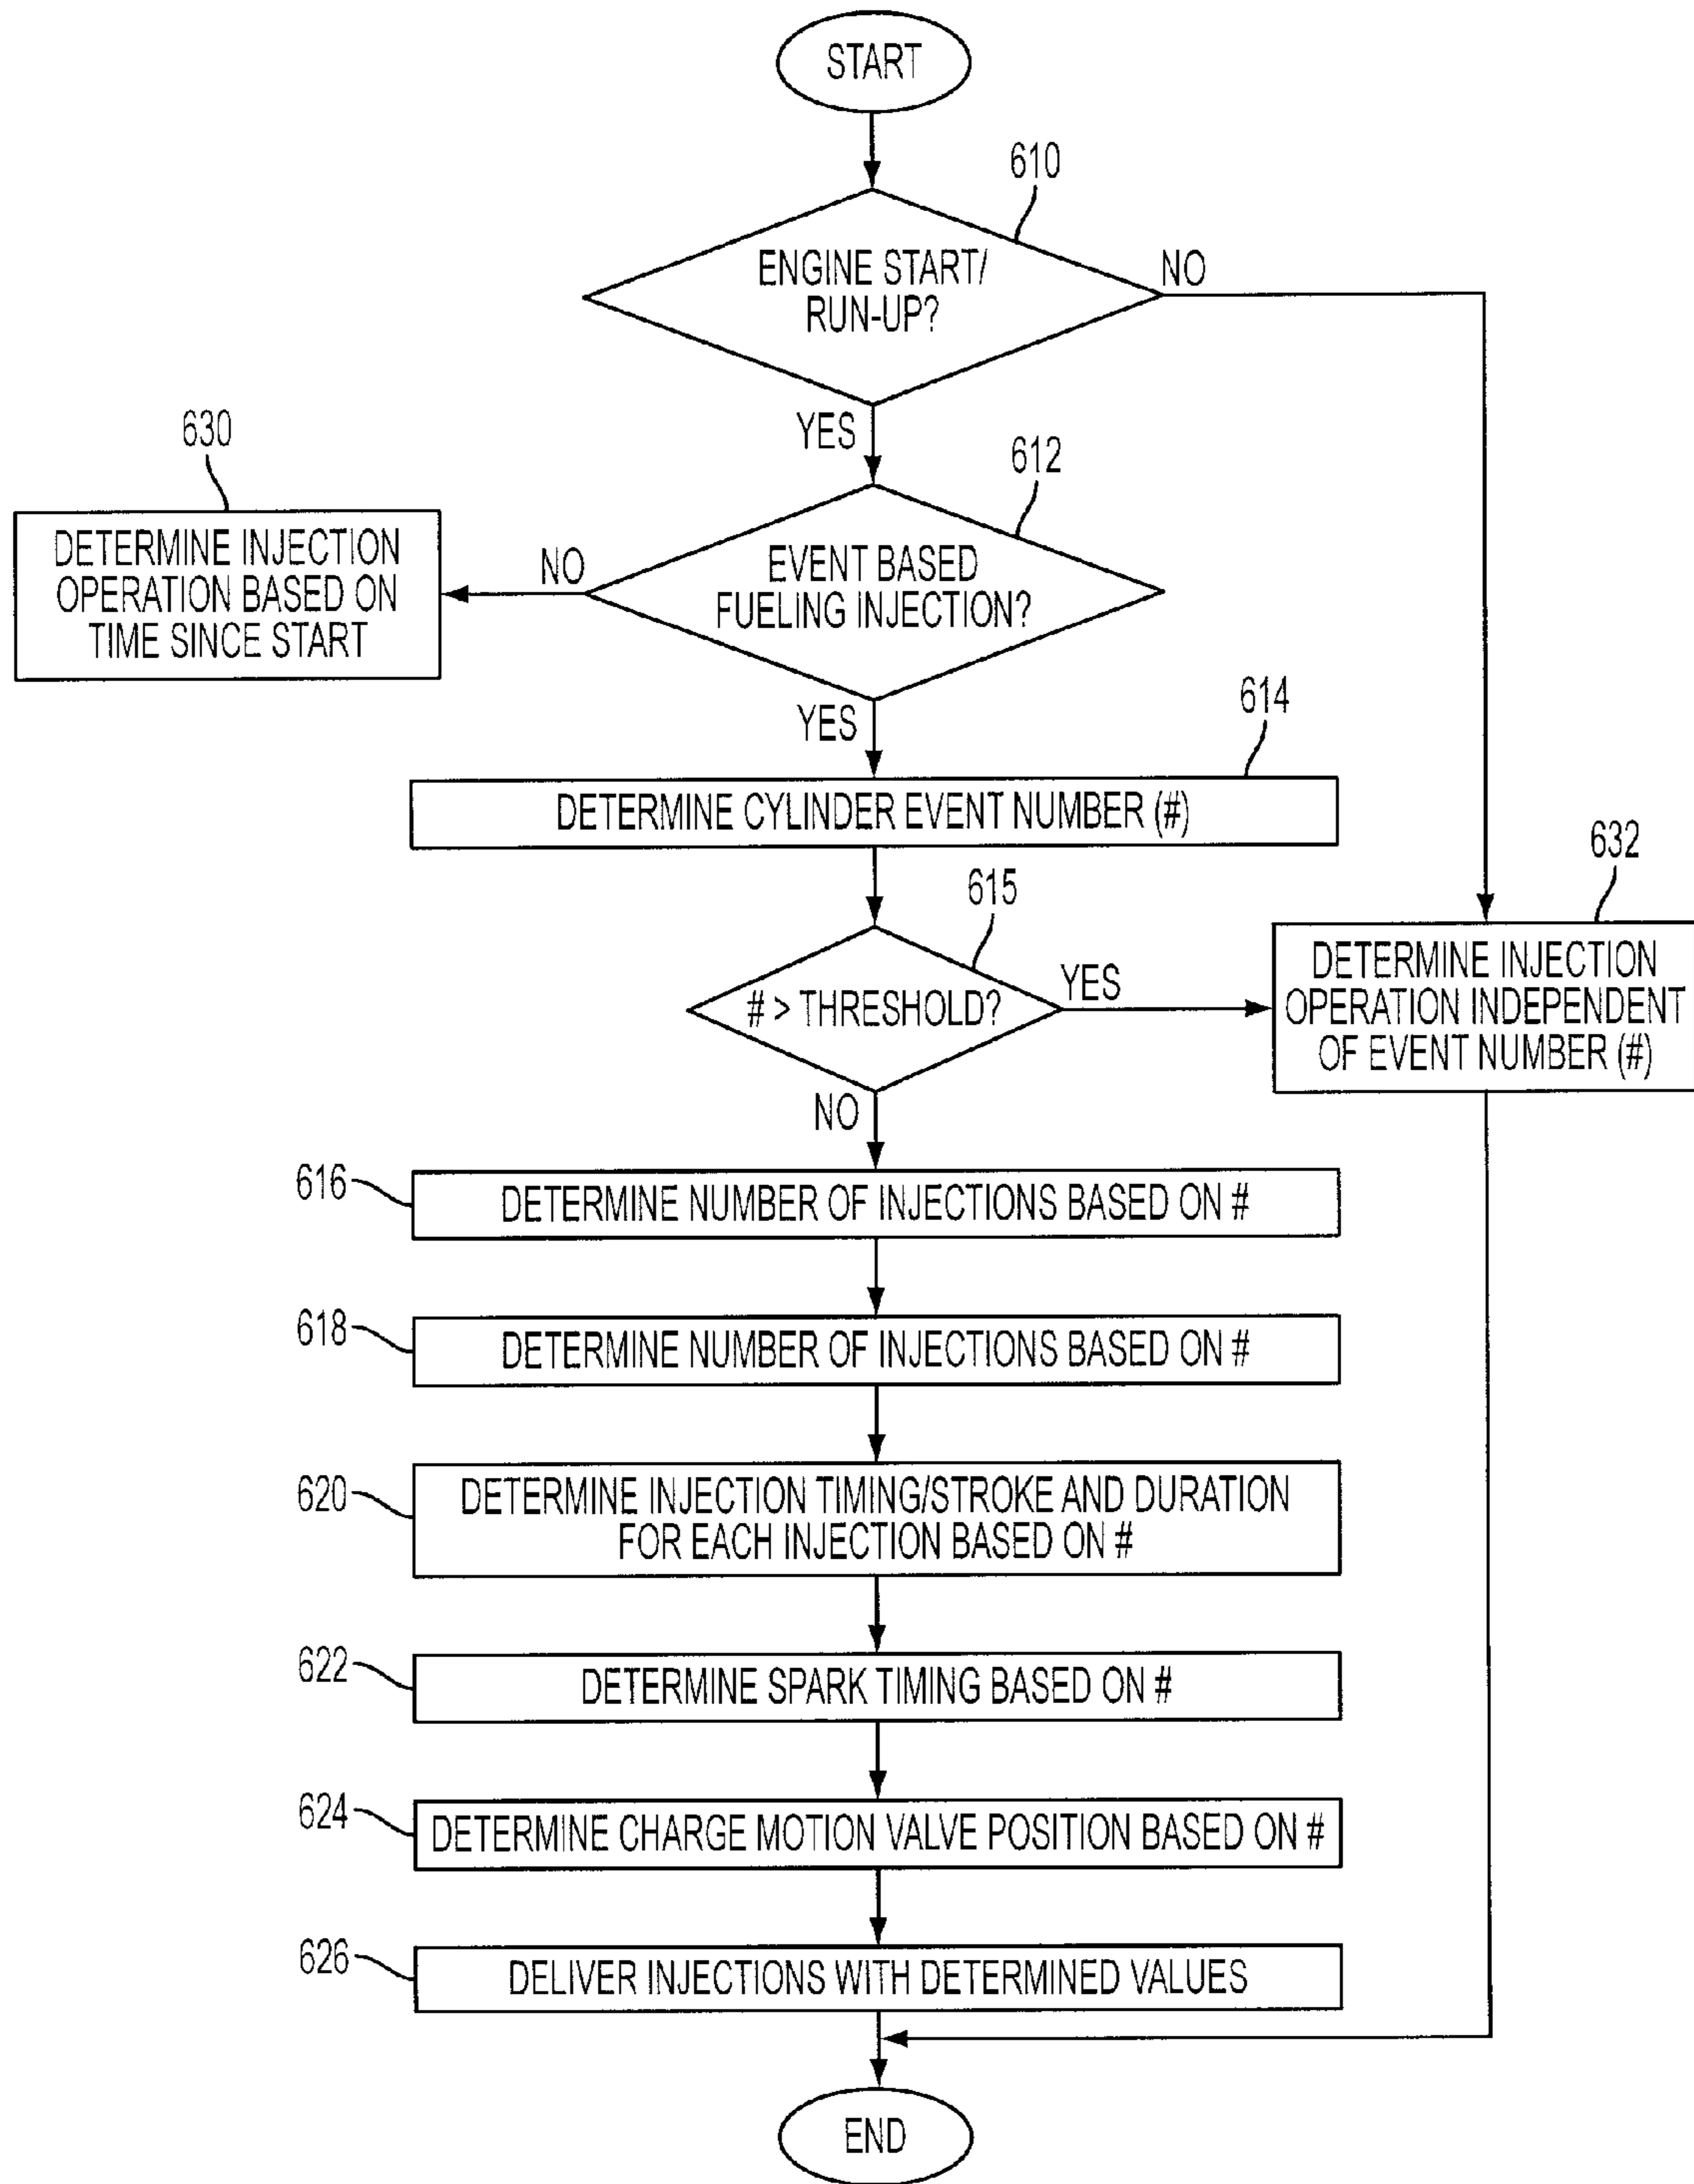 START
610
ENGINE START/
RUN-UP?
NO
YES
630
612
DETERMINE INJECTION
OPERATION BASED ON
TIME SINCE START
NO
EVENT BASED
FUELING INJECTION?
YES
614
DETERMINE CYLINDER EVENT NUMBER (#)
632
615
# > THRESHOLD?
YES
DETERMINE INJECTION
OPERATION INDEPENDENT
OF EVENT NUMBER (#)
NO
616
DETERMINE NUMBER OF INJECTIONS BASED ON #
618
DETERMINE NUMBER OF INJECTIONS BASED ON #
620
DETERMINE INJECTION TIMING/STROKE AND DURATION
FOR EACH INJECTION BASED ON #
622
DETERMINE SPARK TIMING BASED ON #
624
DETERMINE CHARGE MOTION VALVE POSITION BASED ON #
626
DELIVER INJECTIONS WITH DETERMINED VALUES
END